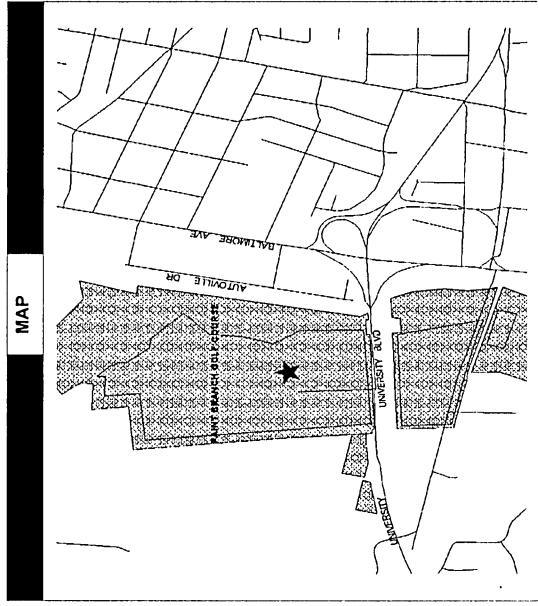 MAP
BALTIMORE AVE
AUTOVILLE DR
PAINT BRANCH GOLF COURSE
UNIVERSITY BLVD
UNIVERSITY